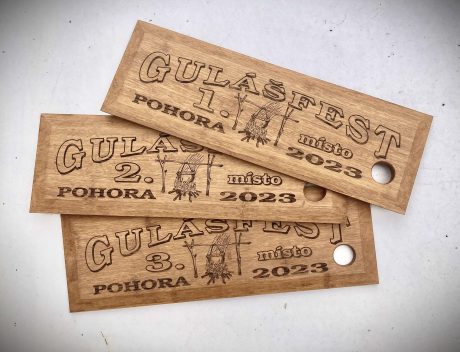 GULÁŠFEST
1. místo
POHORA 2023
GULÁŠFEST
2. místo
POHORA 2023
GULÁŠFEST
3. místo
POHORA 2023